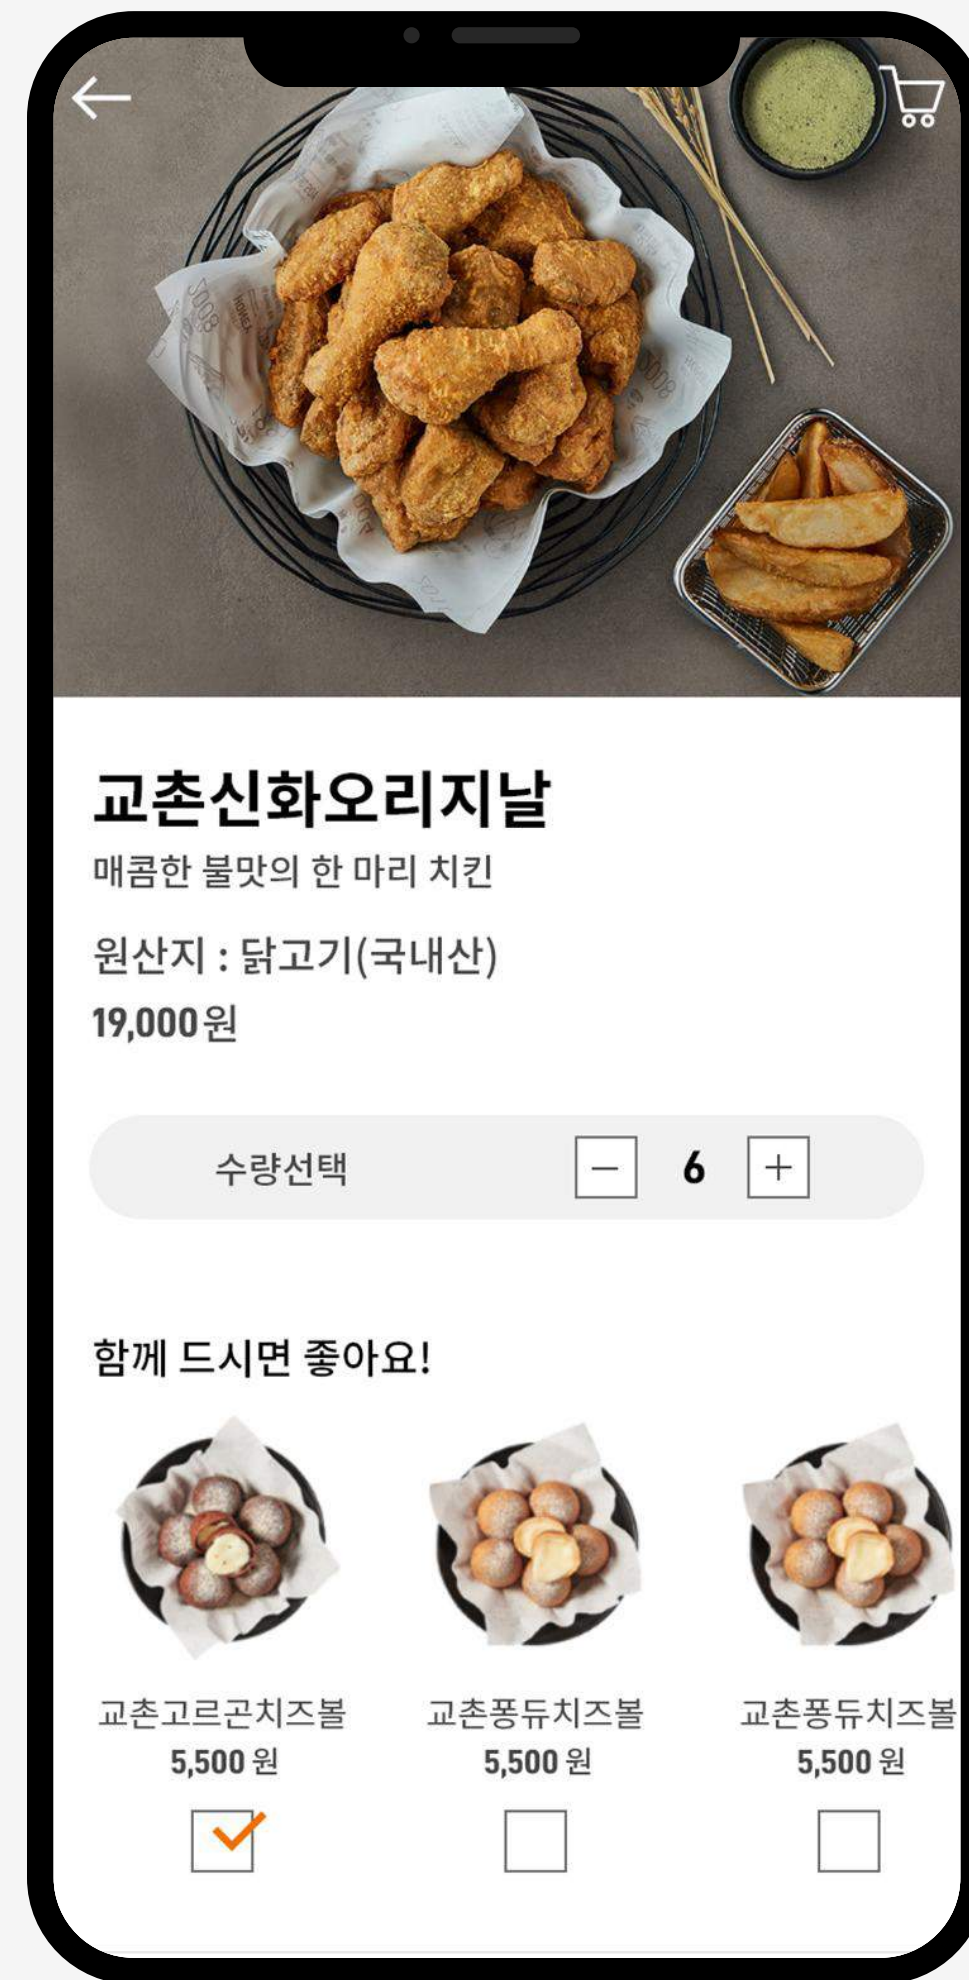 교촌신화오리지날
매콤한 불맛의 한 마리 치킨
원산지 : 닭고기(국내산)
19,000원
수량선택 − 6 +
함께 드시면 좋아요!
교촌고르곤치즈볼 교촌퐁듀치즈볼 교촌퐁듀치즈볼
5,500 원 5,500 원 5,500 원